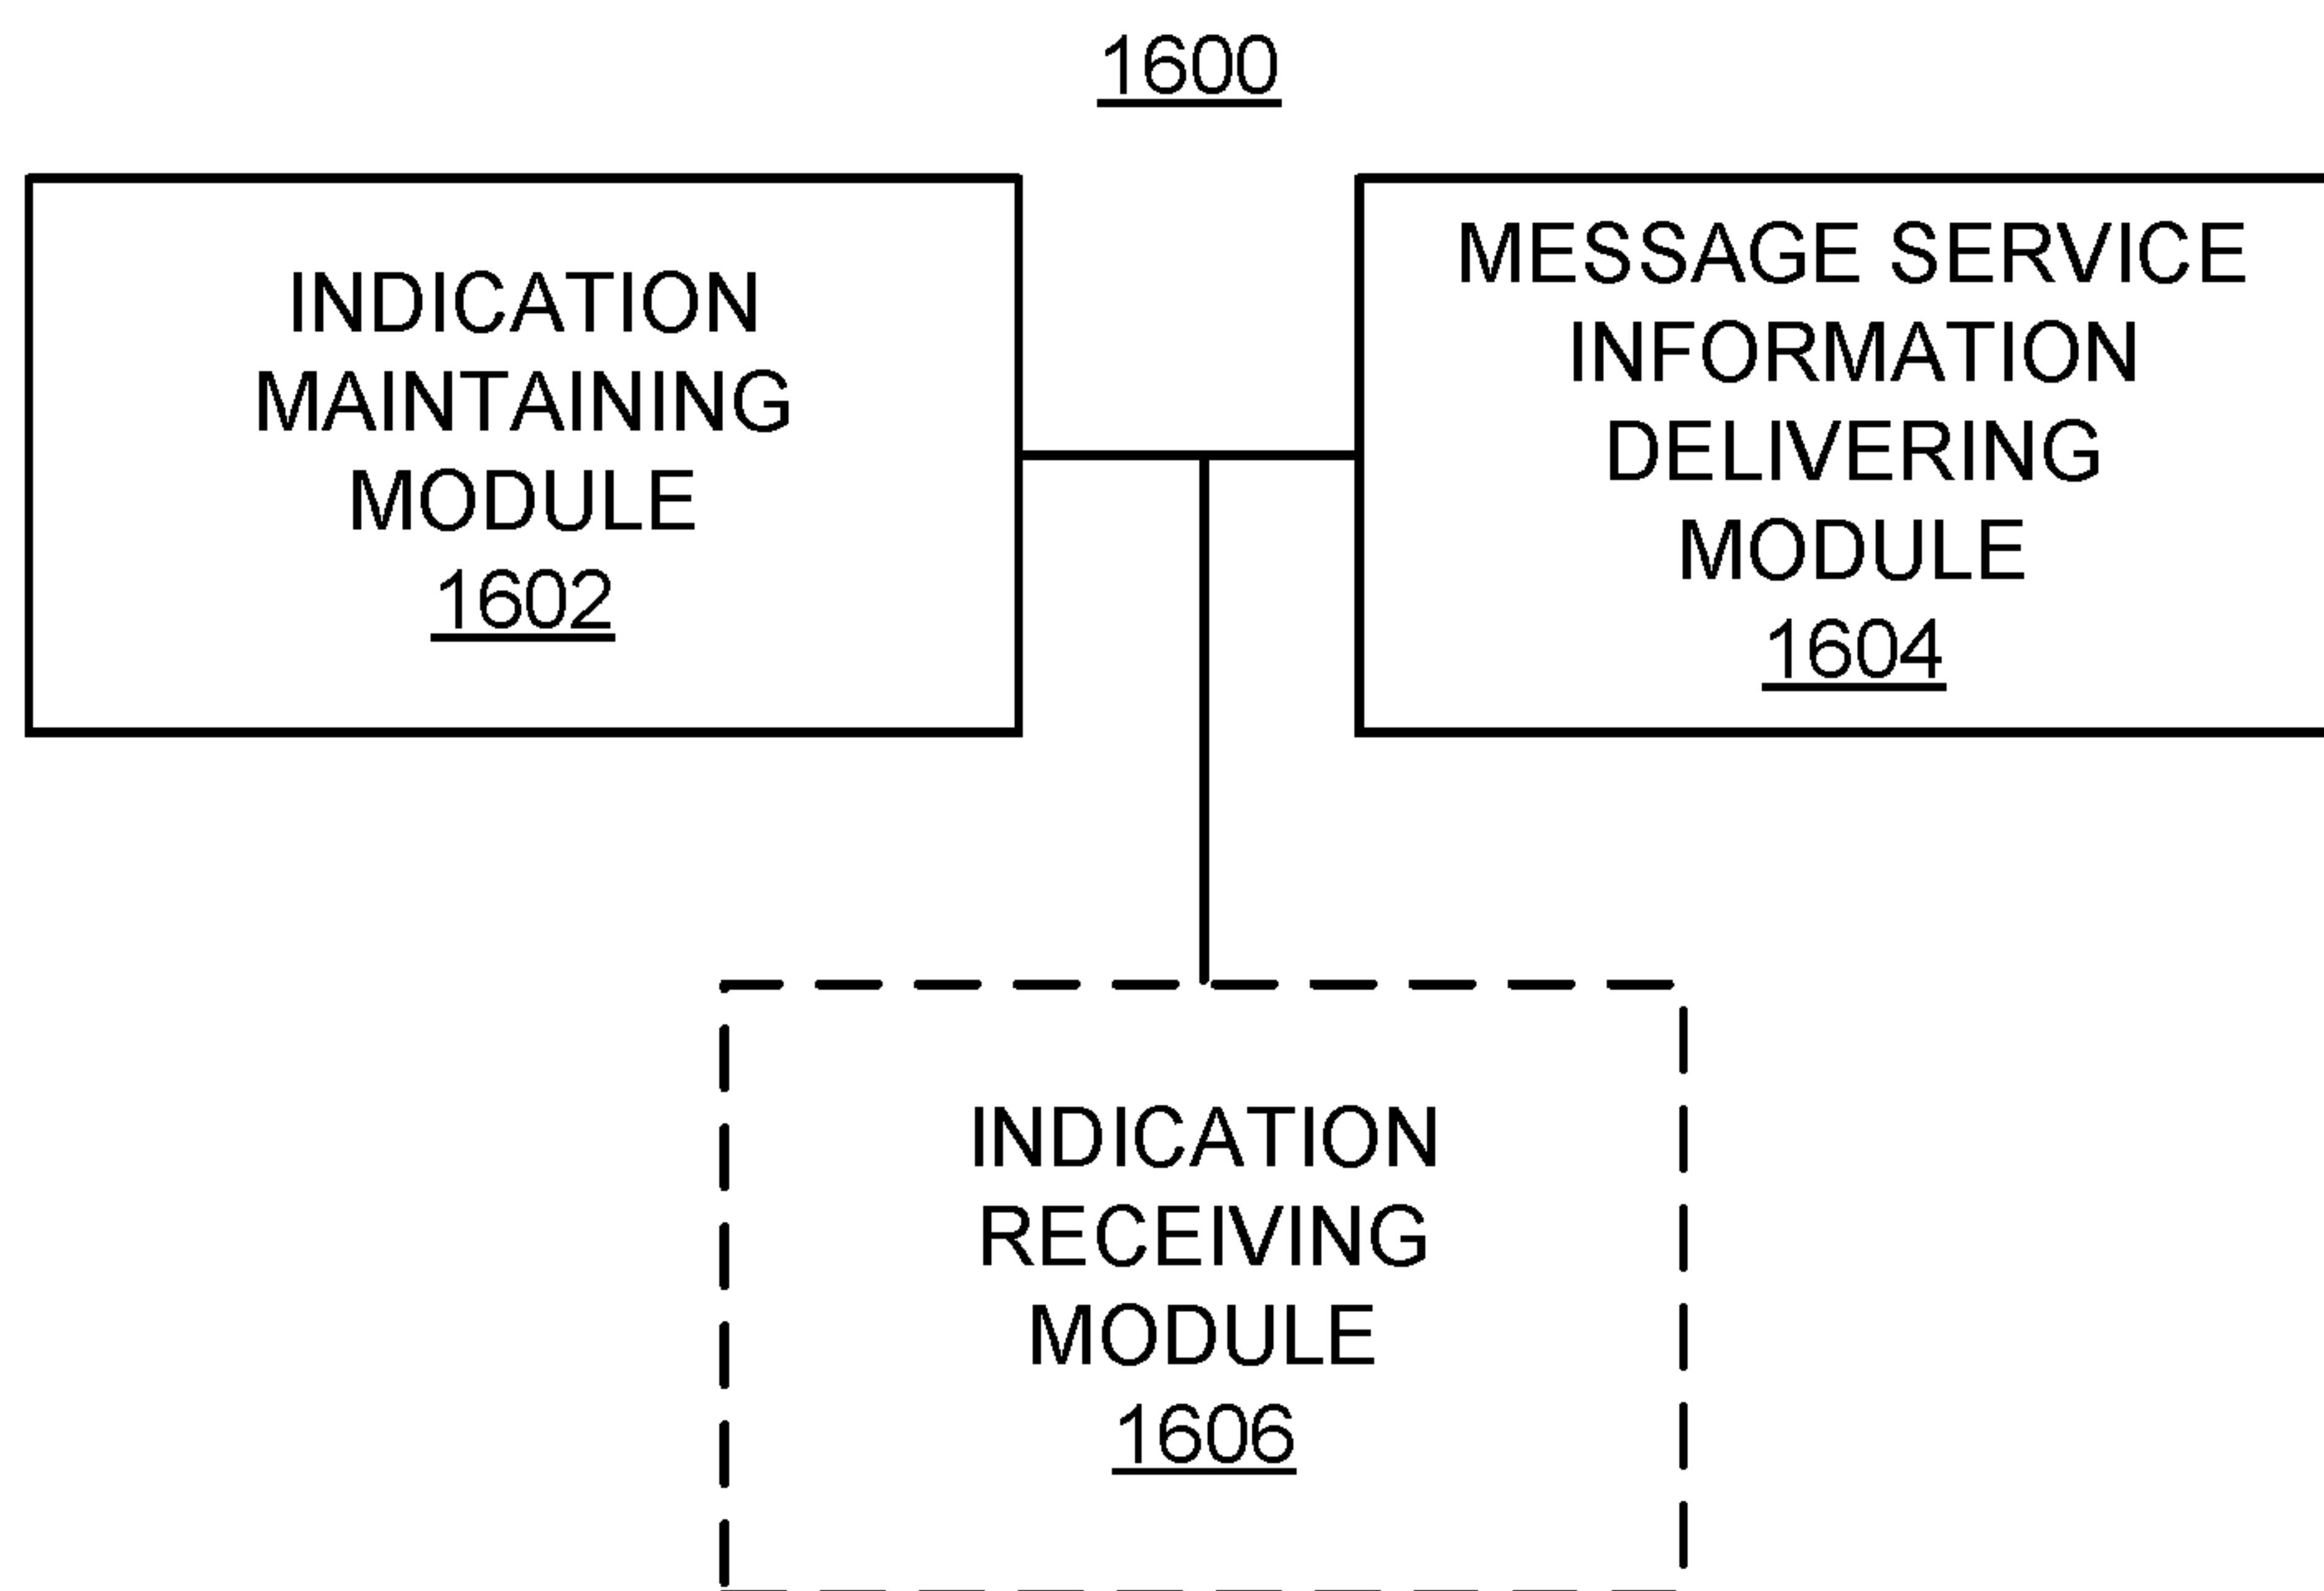 1600
INDICATION
MAINTAINING
MODULE
1602
MESSAGE SERVICE
INFORMATION
DELIVERING
MODULE
1604
INDICATION
RECEIVING
MODULE
1606